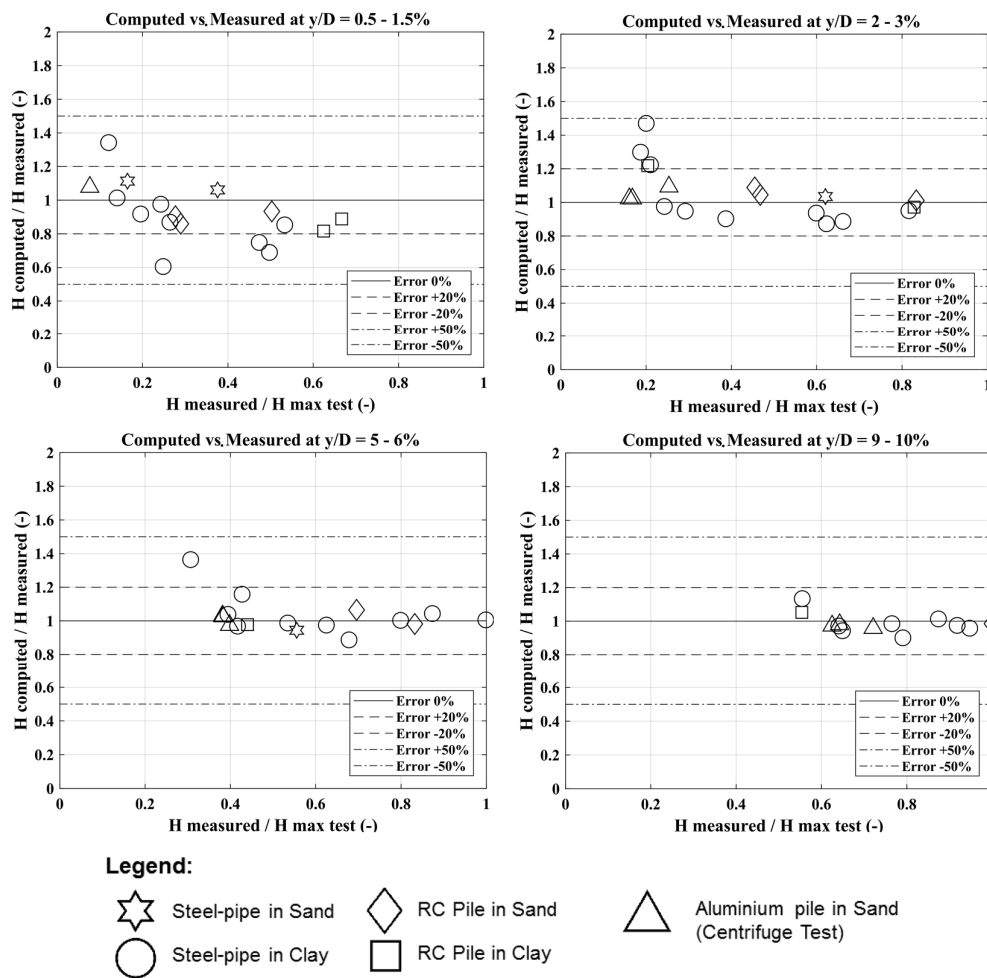 Computed vs. Measured at y/D = 0.5 - 1.5%
2
1.8
1.6
1.4
1.2
1
0.8
0.6
0.4
0.2
0
H computed / H measured (-)
Error 0%
Error +20%
Error -20%
Error +50%
Error -50%
0 0.2 0.4 0.6 0.8 1
H measured / H max test (-)
Computed vs. Measured at y/D = 2 - 3%
2
1.8
1.6
1.4
1.2
1
0.8
0.6
0.4
0.2
0
H computed / H measured (-)
Error 0%
Error +20%
Error -20%
Error +50%
Error -50%
0 0.2 0.4 0.6 0.8 1
H measured / H max test (-)
Computed vs. Measured at y/D = 5 - 6%
2
1.8
1.6
1.4
1.2
1
0.8
0.6
0.4
0.2
0
H computed / H measured (-)
Error 0%
Error +20%
Error -20%
Error +50%
Error -50%
0 0.2 0.4 0.6 0.8 1
H measured / H max test (-)
Computed vs. Measured at y/D = 9 - 10%
2
1.8
1.6
1.4
1.2
1
0.8
0.6
0.4
0.2
0
H computed / H measured (-)
Error 0%
Error +20%
Error -20%
Error +50%
Error -50%
0 0.2 0.4 0.6 0.8
H measured / H max test (-)
Legend:
Steel-pipe in Sand
RC Pile in Sand
Aluminium pile in Sand
(Centrifuge Test)
Steel-pipe in Clay
RC Pile in Clay